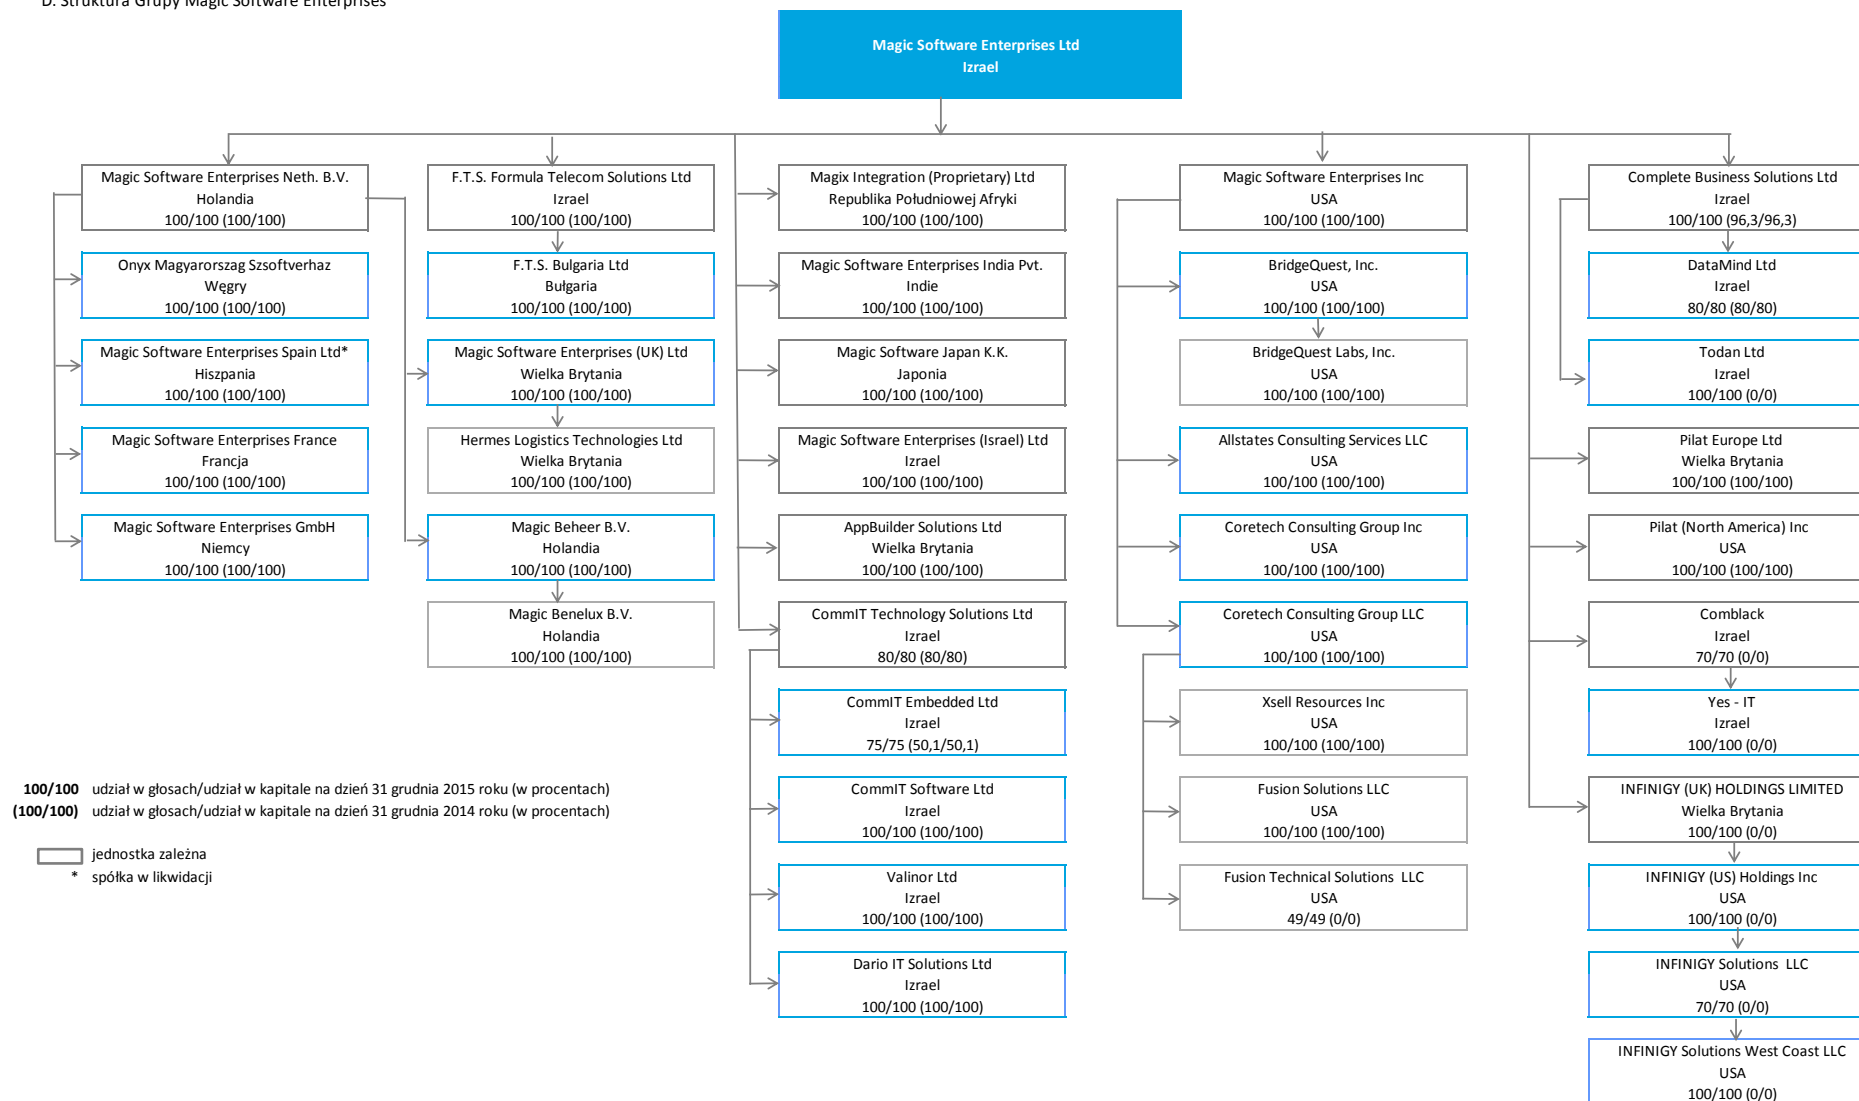 D. Struktura Grupy Magic Software Enterprises
Magic Software Enterprises Ltd
Izrael
Magic Software Enterprises Neth. B.V.
Holandia
100/100 (100/100)
Onyx Magyarorszag Szsoftverhaz
Węgry
100/100 (100/100)
Magic Software Enterprises Spain Ltd*
Hiszpania
100/100 (100/100)
Magic Software Enterprises France
Francja
100/100 (100/100)
Magic Software Enterprises GmbH
Niemcy
100/100 (100/100)
F.T.S. Formula Telecom Solutions Ltd
Izrael
100/100 (100/100)
F.T.S. Bulgaria Ltd
Bułgaria
100/100 (100/100)
Magic Software Enterprises (UK) Ltd
Wielka Brytania
100/100 (100/100)
Hermes Logistics Technologies Ltd
Wielka Brytania
100/100 (100/100)
Magic Beheer B.V.
Holandia
100/100 (100/100)
Magic Benelux B.V.
Holandia
100/100 (100/100)
Magix Integration (Proprietary) Ltd
Republika Południowej Afryki
100/100 (100/100)
Magic Software Enterprises India Pvt.
Indie
100/100 (100/100)
Magic Software Japan K.K.
Japonia
100/100 (100/100)
Magic Software Enterprises (Israel) Ltd
Izrael
100/100 (100/100)
AppBuilder Solutions Ltd
Wielka Brytania
100/100 (100/100)
CommIT Technology Solutions Ltd
Izrael
80/80 (80/80)
CommIT Embedded Ltd
Izrael
75/75 (50,1/50,1)
CommIT Software Ltd
Izrael
100/100 (100/100)
Valinor Ltd
Izrael
100/100 (100/100)
Dario IT Solutions Ltd
Izrael
100/100 (100/100)
Magic Software Enterprises Inc
USA
100/100 (100/100)
BridgeQuest, Inc.
USA
100/100 (100/100)
BridgeQuest Labs, Inc.
USA
100/100 (100/100)
Allstates Consulting Services LLC
USA
100/100 (100/100)
Coretech Consulting Group Inc
USA
100/100 (100/100)
Coretech Consulting Group LLC
USA
100/100 (100/100)
Xsell Resources Inc
USA
100/100 (100/100)
Fusion Solutions LLC
USA
100/100 (100/100)
Fusion Technical Solutions LLC
USA
49/49 (0/0)
Complete Business Solutions Ltd
Izrael
100/100 (96,3/96,3)
DataMind Ltd
Izrael
80/80 (80/80)
Todan Ltd
Izrael
100/100 (0/0)
Pilat Europe Ltd
Wielka Brytania
100/100 (100/100)
Pilat (North America) Inc
USA
100/100 (100/100)
Comblack
Izrael
70/70 (0/0)
Yes - IT
Izrael
100/100 (0/0)
INFINIGY (UK) HOLDINGS LIMITED
Wielka Brytania
100/100 (0/0)
INFINIGY (US) Holdings Inc
USA
100/100 (0/0)
INFINIGY Solutions LLC
USA
70/70 (0/0)
INFINIGY Solutions West Coast LLC
USA
100/100 (0/0)
100/100 udział w głosach/udział w kapitale na dzień 31 grudnia 2015 roku (w procentach)
(100/100) udział w głosach/udział w kapitale na dzień 31 grudnia 2014 roku (w procentach)
jednostka zależna
* spółka w likwidacji